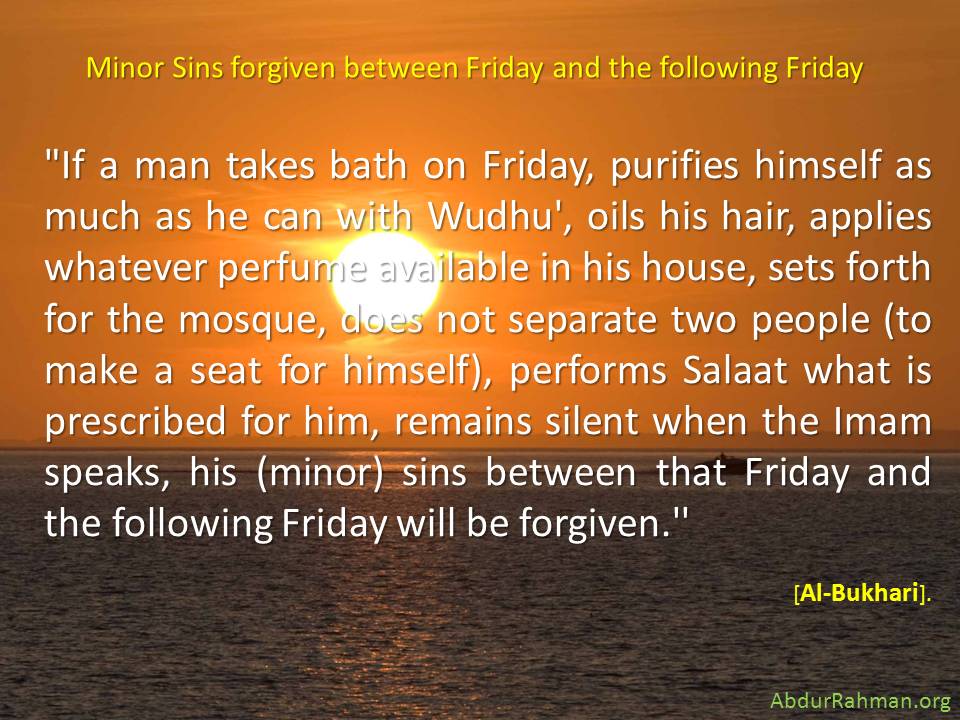 Minor Sins forgiven between Friday and the following Friday
"If a man takes bath on Friday, purifies himself as
much as he can with Wudhu', oils his hair, applies
whatever perfume available in his house, sets forth
for the mosque, does not separate two people (to
make a seat for himself), performs Salaat what is
prescribed for him, remains silent when the Imam
speaks, his (minor) sins between that Friday and
the following Friday will be forgiven.''
[Al-Bukhari].
AbdurRahman.org